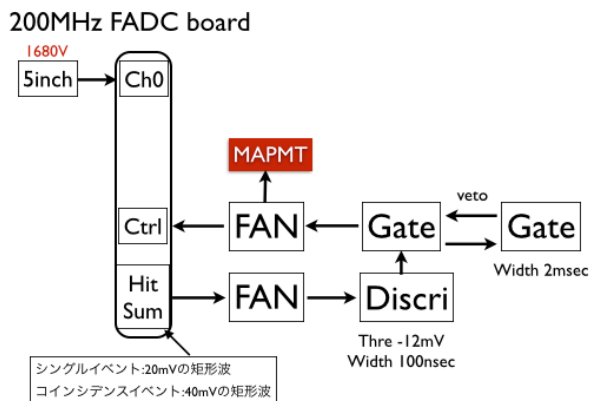 200MHz FADC board
1680V
5inch
Ch0
MAPMT
veto
Ctrl
FAN
Gate
Gate
Width 2msec
Hit
Sum
FAN
Discri
Thre -12mV
Width 100nsec
シングルイベント:20mVの矩形波
コインシデンスイベント:40mVの矩形波